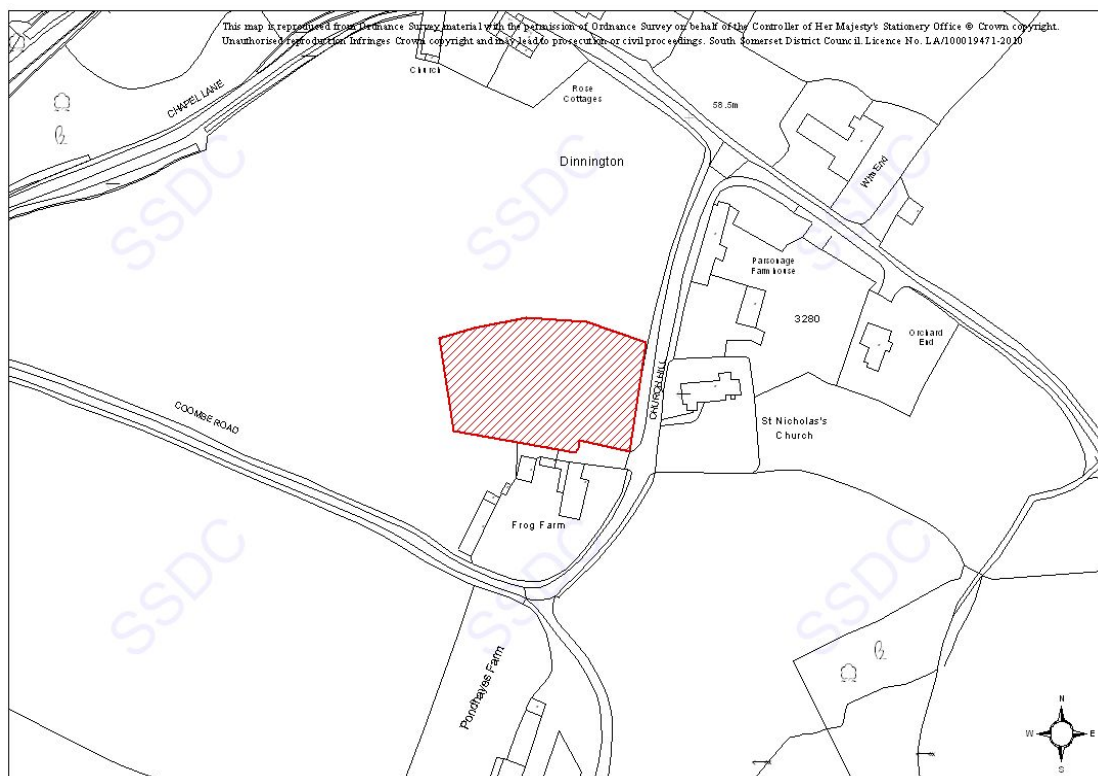 This map is reproduced from Ordnance Survey material with the permission of Ordnance Survey on behalf of the Controller of Her Majesty's Stationery Office © Crown copyright.
Unauthorised reproduction infringes Crown copyright and may lead to prosecution or civil proceedings. South Somerset District Council Licence No. LA/100019471-2010
Church
CHAPEL LANE
Rose
Cottages
58.5m
SSDC
SSDC
SSDC
Dinnington
Wyts End
Parsonage
Farmhouse
3280
Orchard
End
CHURCH HILL
COOMBE ROAD
St Nicholas's
Church
Frog Farm
SSDC
SSDC
SSDC
Pondhayes Farm
N
W
E
S